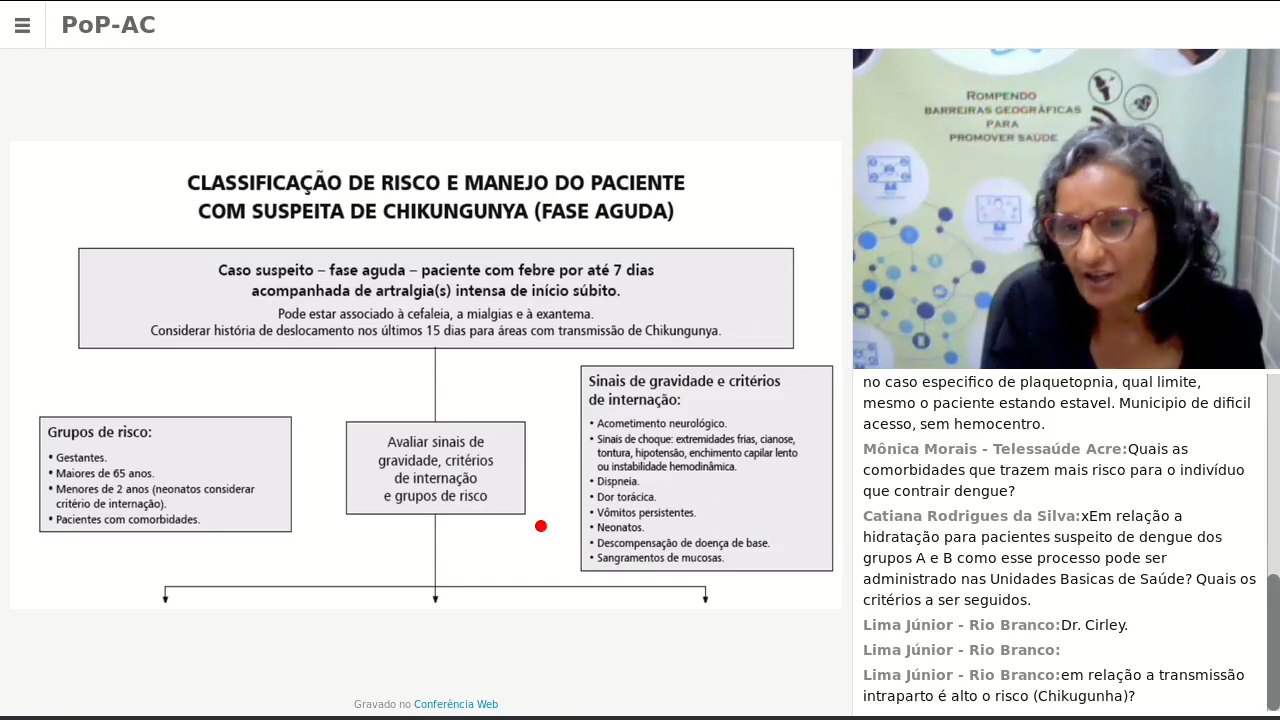 PoP-AC
CLASSIFICAÇÃO DE RISCO E MANEJO DO PACIENTE
COM SUSPEITA DE CHIKUNGUNYA (FASE AGUDA)
Caso suspeito – fase aguda – paciente com febre por até 7 dias
acompanhada de artralgia(s) intensa de início súbito.
Pode estar associado à cefaleia, a mialgias e à exantema.
Considerar história de deslocamento nos últimos 15 dias para áreas com transmissão de Chikungunya.
Grupos de risco:
• Gestantes.
• Maiores de 65 anos.
• Menores de 2 anos (neonatos considerar
critério de internação).
• Pacientes com comorbidades.
Avaliar sinais de
gravidade, critérios
de internação
e grupos de risco
Sinais de gravidade e critérios
de internação:
• Acometimento neurológico.
• Sinais de choque: extremidades frias, cianose,
tontura, hipotensão, enchimento capilar lento
ou instabilidade hemodinâmica.
• Dispneia.
• Dor torácica.
• Vômitos persistentes.
• Neonatos.
• Descompensação de doença de base.
• Sangramentos de mucosas.
Gravado no Conferência Web
ROMPENDO
BARREIRAS GEOGRÁFICAS
PARA
PROMOVER SAÚDE
no caso especifico de plaquetopnia, qual limite,
mesmo o paciente estando estavel. Municipio de dificil
acesso, sem hemocentro.
Mônica Morais - Telessaúde Acre:Quais as
comorbidades que trazem mais risco para o indivíduo
que contrair dengue?
Catiana Rodrigues da Silva:xEm relação a
hidratação para pacientes suspeito de dengue dos
grupos A e B como esse processo pode ser
administrado nas Unidades Basicas de Saúde? Quais os
critérios a ser seguidos.
Lima Júnior - Rio Branco:Dr. Cirley.
Lima Júnior - Rio Branco:
Lima Júnior - Rio Branco:em relação a transmissão
intraparto é alto o risco (Chikugunha)?